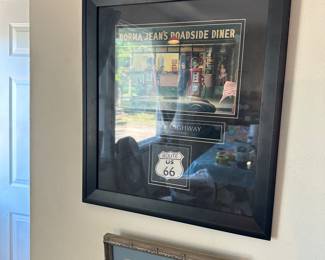 NORMA JEAN'S ROADSIDE DINER
HIGHWAY
ROUTE
US
66